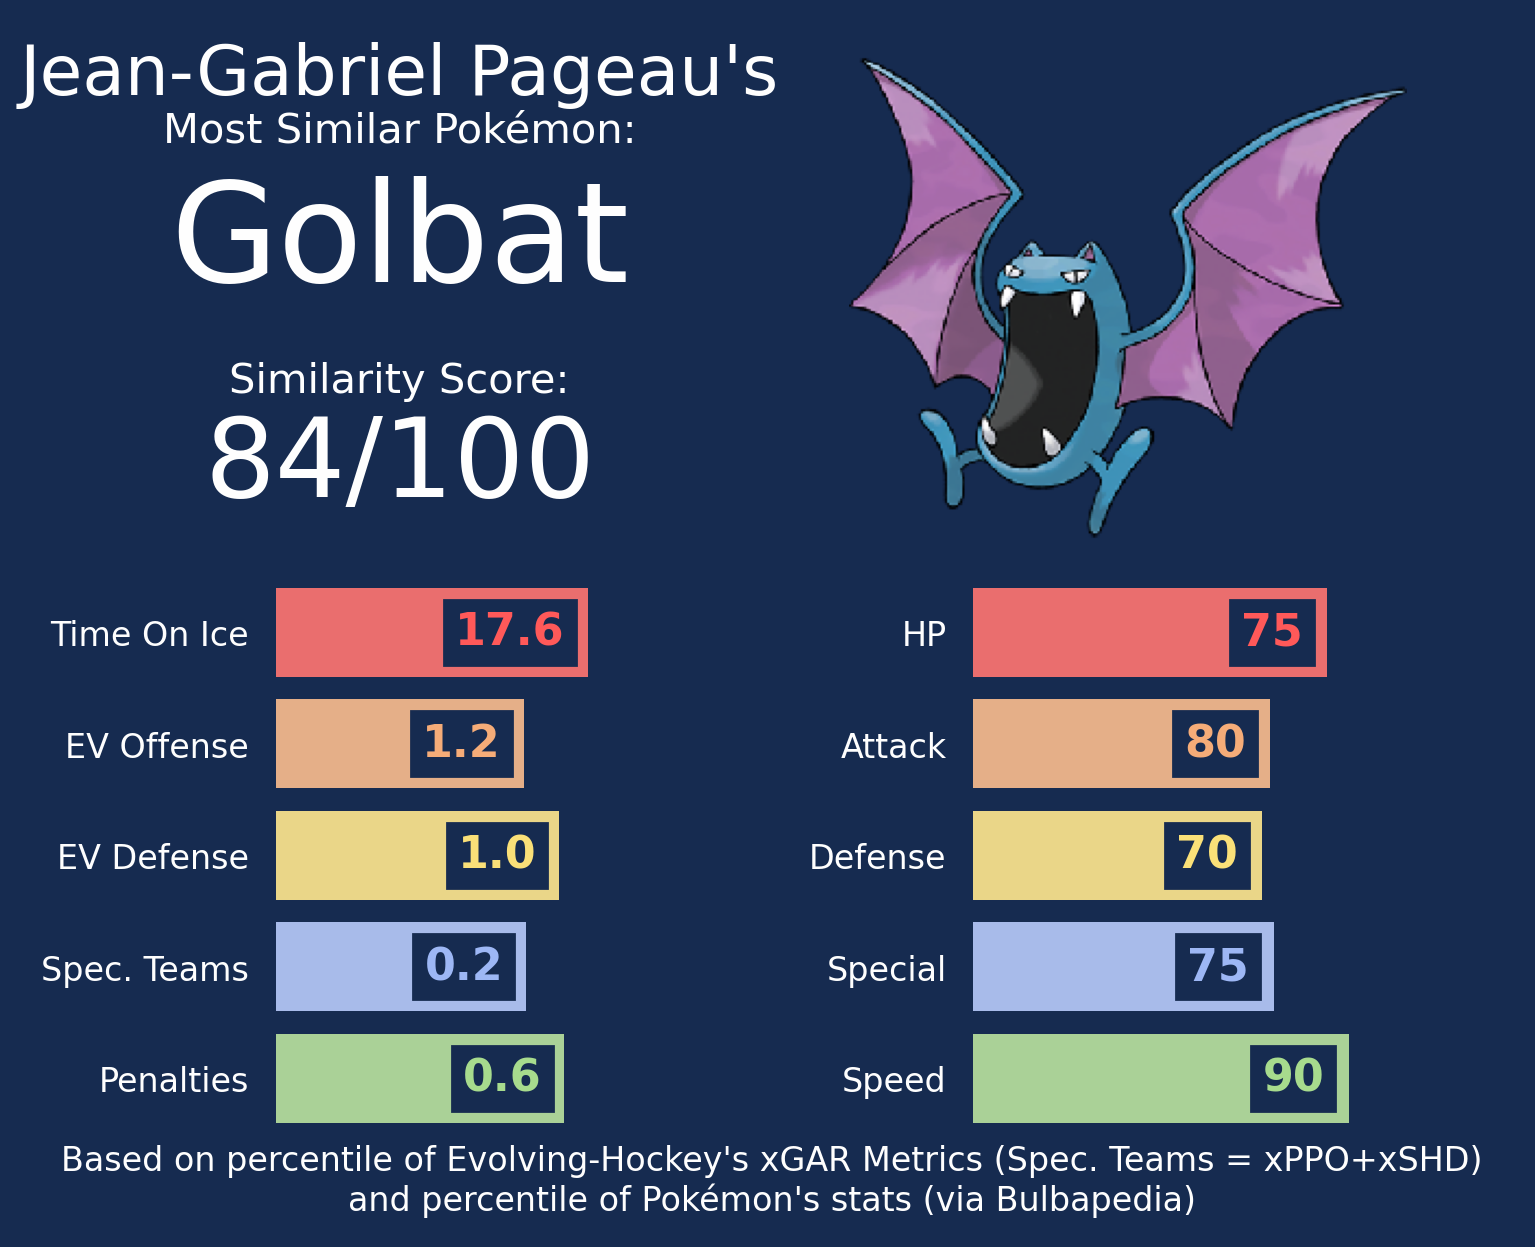 Jean-Gabriel Pageau's
Most Similar Pokémon:
Golbat
Similarity Score:
84/100
Time On Ice 17.6
EV Offense 1.2
EV Defense 1.0
Spec. Teams 0.2
Penalties 0.6
HP 75
Attack 80
Defense 70
Special 75
Speed 90
Based on percentile of Evolving-Hockey's xGAR Metrics (Spec. Teams = xPPO+xSHD)
and percentile of Pokémon's stats (via Bulbapedia)